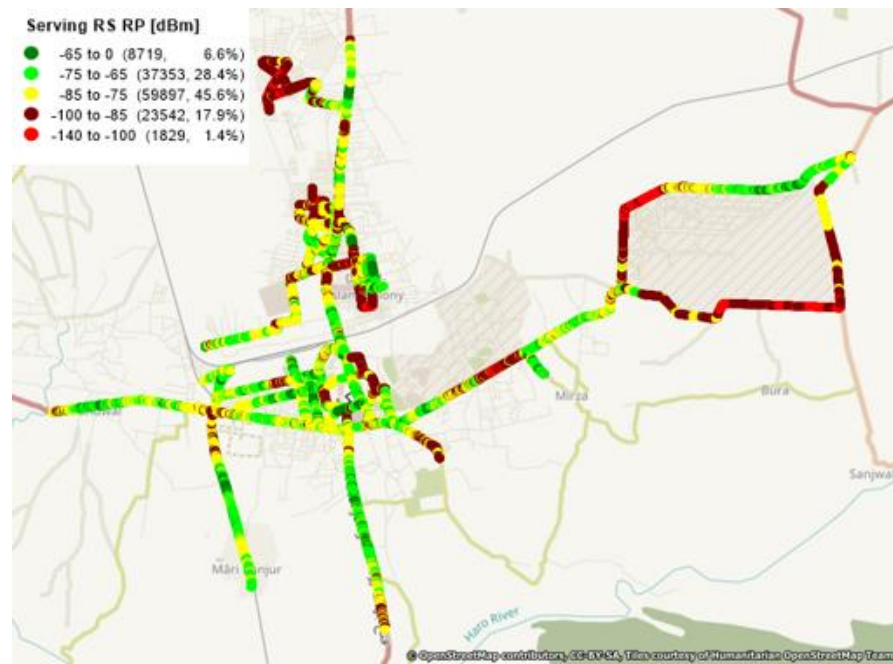 Serving RS RP [dBm]
-65 to 0 (8719, 6.6%)
-75 to -65 (37353, 28.4%)
-85 to -75 (59897, 45.6%)
-100 to -85 (23542, 17.9%)
-140 to -100 (1829, 1.4%)
Mirza
Bura
Sanjwal
Haro River
© OpenStreetMap contributors, CC-BY-SA, Tiles courtesy of Humanitarian OpenStreetMap Team